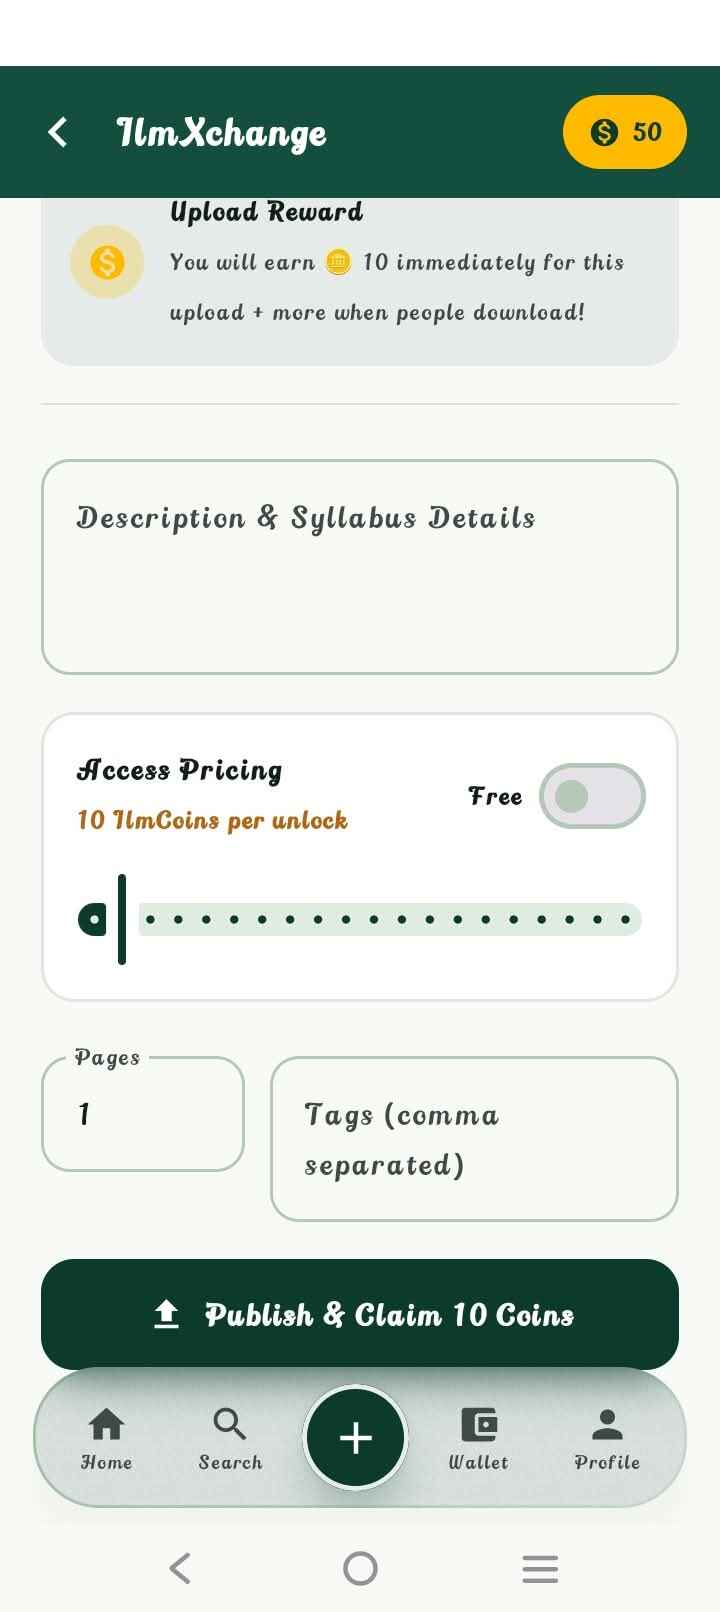 IlmXchange
50
Upload Reward
You will earn 🪙 10 immediately for this
upload + more when people download!
Description & Syllabus Details
Access Pricing
10 IlmCoins per unlock
Free
Pages
1
Tags (comma
separated)
Publish & Claim 10 Coins
Home
Search
Wallet
Profile